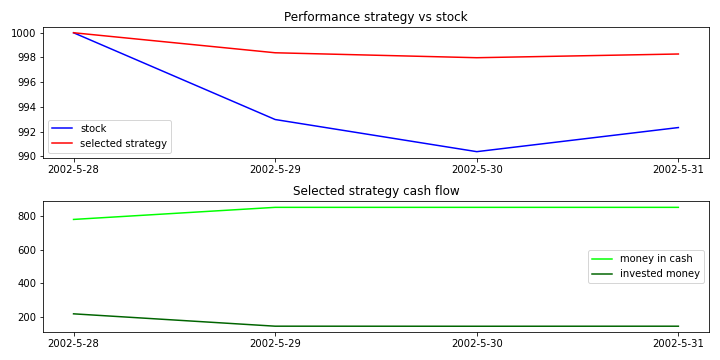 Performance strategy vs stock
1000
998
996
994
992
990
stock
selected strategy
2002-5-28 2002-5-29 2002-5-30 2002-5-31
Selected strategy cash flow
800
600
400
200
money in cash
invested money
2002-5-28 2002-5-29 2002-5-30 2002-5-31